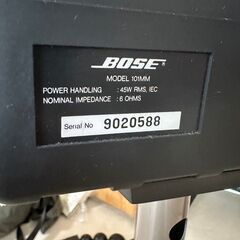 BOSE®
MODEL 101MM
POWER HANDLING : 45W RMS, IEC
NOMINAL IMPEDANCE : 6 OHMS
Serial No 9020588